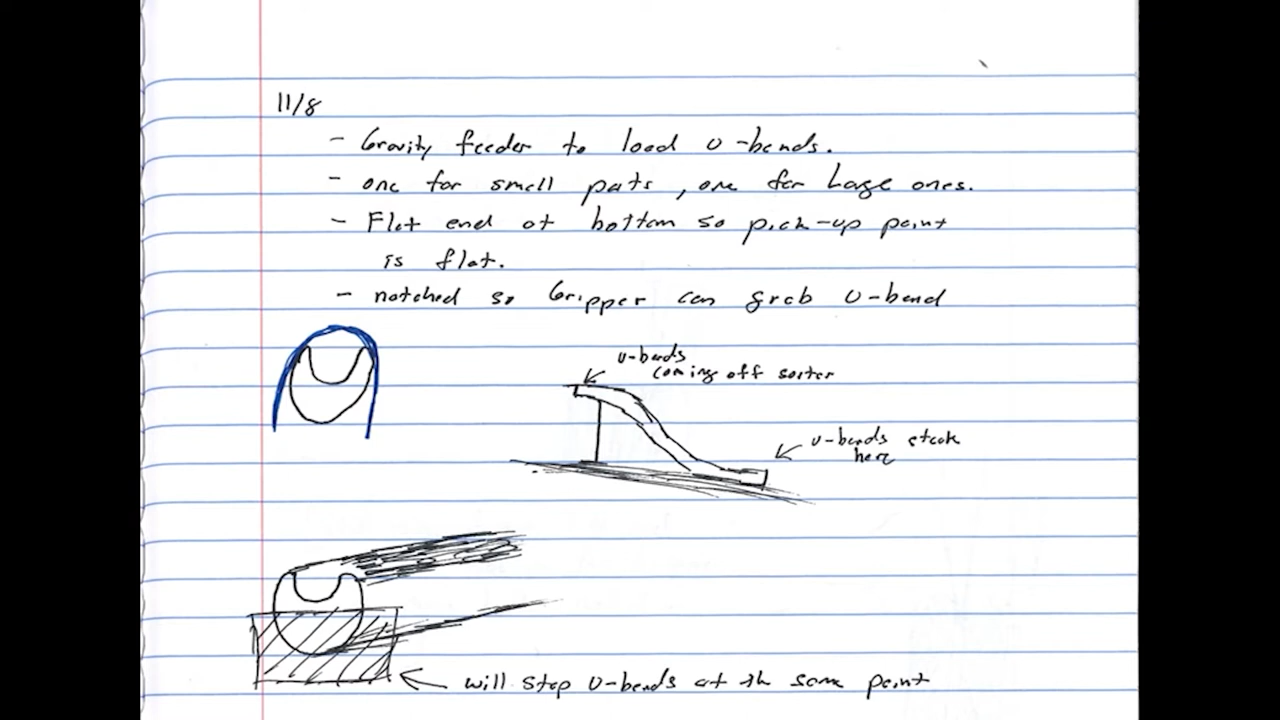 11/8
- Gravity feeder to load U-bends.
- one for small parts, one for large ones.
- Flat end at bottom so pick-up point
is flat.
- notched so Gripper can grab U-bend
U-bends
coming off sorter
U-bends stack
here
will stop U-bends at the same point